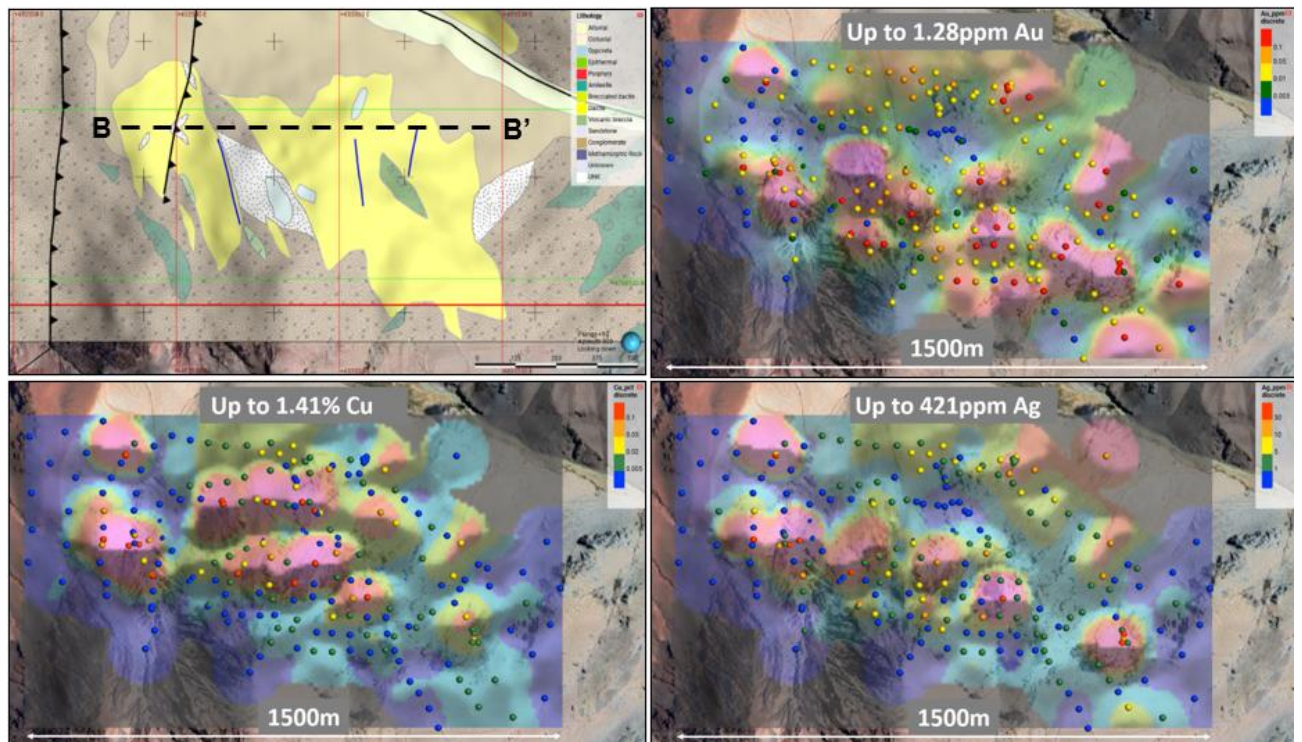 Lithology
Alluvial
Colluvial
Gypcrete
Epithermal
Porphyry
Andesite
Brecciated dacite
Dacite
Volcanic breccia
Sandstone
Conglomerate
Metamorphic Rock
Unknown
UNK
B
B'
Looking down
Up to 1.28ppm Au
Au_ppm
discrete
0.1
0.05
0.01
0.005
1500m
Up to 1.41% Cu
Cu_pct
discrete
0.1
0.05
0.02
0.005
1500m
Up to 421ppm Ag
Ag_ppm
discrete
30
10
5
1
1500m